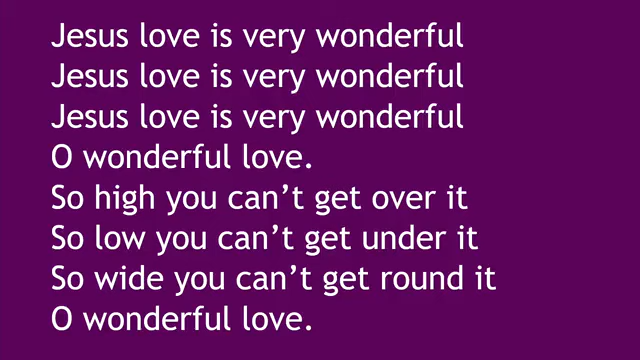 Jesus love is very wonderful
Jesus love is very wonderful
Jesus love is very wonderful
O wonderful love.
So high you can’t get over it
So low you can’t get under it
So wide you can’t get round it
O wonderful love.